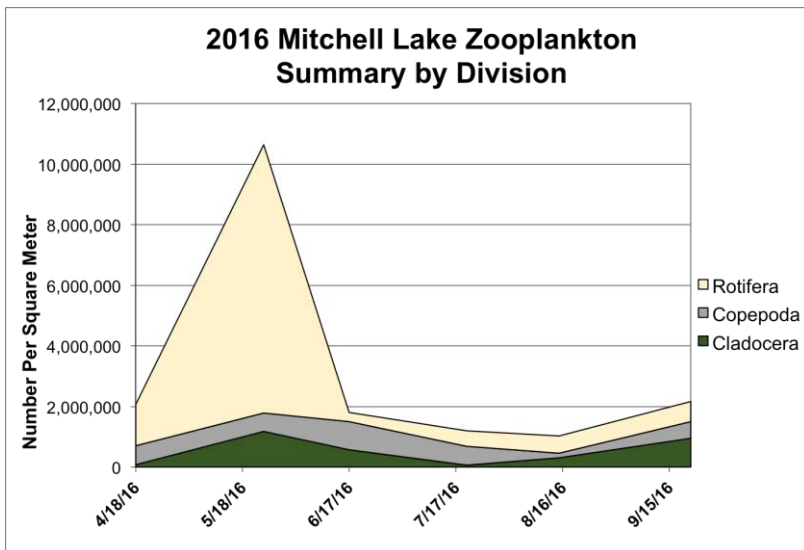 2016 Mitchell Lake Zooplankton
Summary by Division
Number Per Square Meter
12,000,000
10,000,000
8,000,000
6,000,000
4,000,000
2,000,000
0
4/18/16
5/18/16
6/17/16
7/17/16
8/16/16
9/15/16
Rotifera
Copepoda
Cladocera